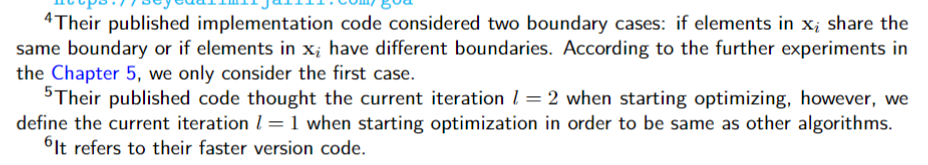 ⁴Their published implementation code considered two boundary cases: if elements in xᵢ share the
same boundary or if elements in xᵢ have different boundaries. According to the further experiments in
the Chapter 5, we only consider the first case.
⁵Their published code thought the current iteration l = 2 when starting optimizing, however, we
define the current iteration l = 1 when starting optimization in order to be same as other algorithms.
⁶It refers to their faster version code.